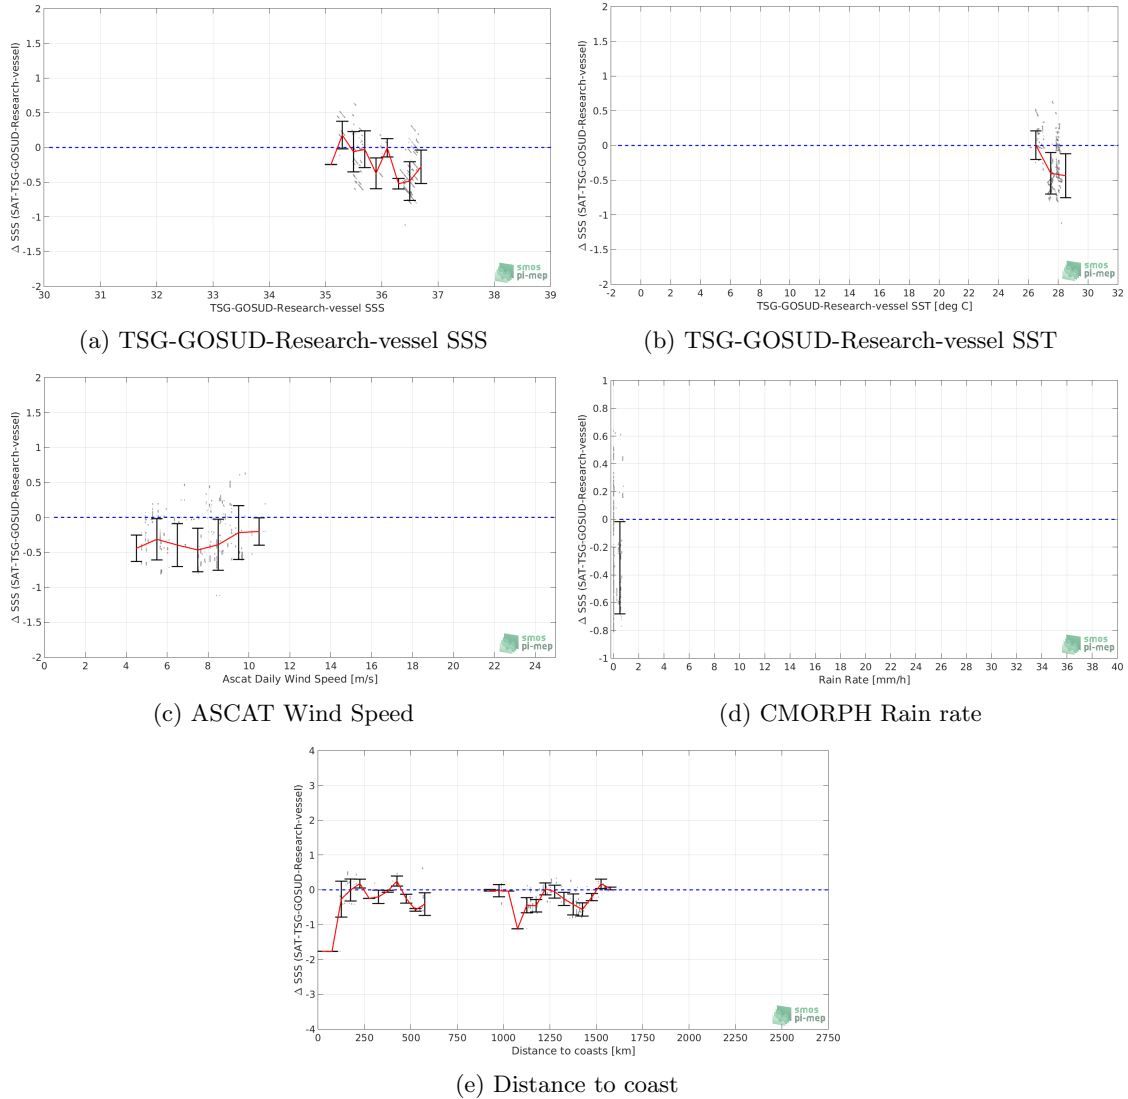 2
1.5
1
0.5
0
-0.5
-1
-1.5
-2
Δ SSS (SAT-TSG-GOSUD-Research-vessel)
30 31 32 33 34 35 36 37 38 39
TSG-GOSUD-Research-vessel SSS
smos
pi-mep
(a) TSG-GOSUD-Research-vessel SSS
2
1.5
1
0.5
0
-0.5
-1
-1.5
-2
Δ SSS (SAT-TSG-GOSUD-Research-vessel)
-2 0 2 4 6 8 10 12 14 16 18 20 22 24 26 28 30 32
TSG-GOSUD-Research-vessel SST [deg C]
smos
pi-mep
(b) TSG-GOSUD-Research-vessel SST
2
1.5
1
0.5
0
-0.5
-1
-1.5
-2
Δ SSS (SAT-TSG-GOSUD-Research-vessel)
0 2 4 6 8 10 12 14 16 18 20 22 24
Ascat Daily Wind Speed [m/s]
smos
pi-mep
(c) ASCAT Wind Speed
1
0.8
0.6
0.4
0.2
0
-0.2
-0.4
-0.6
-0.8
-1
Δ SSS (SAT-TSG-GOSUD-Research-vessel)
0 2 4 6 8 10 12 14 16 18 20 22 24 26 28 30 32 34 36 38 40
Rain Rate [mm/h]
smos
pi-mep
(d) CMORPH Rain rate
4
3
2
1
0
-1
-2
-3
-4
Δ SSS (SAT-TSG-GOSUD-Research-vessel)
0 250 500 750 1000 1250 1500 1750 2000 2250 2500 2750
Distance to coasts [km]
smos
pi-mep
(e) Distance to coast